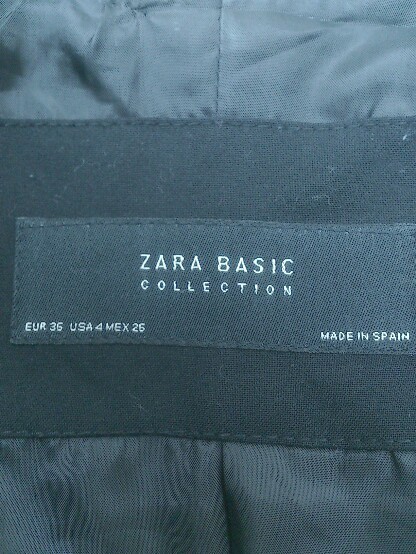 ZARA BASIC
COLLECTION
EUR 36 USA 4 MEX 26
MADE IN SPAIN